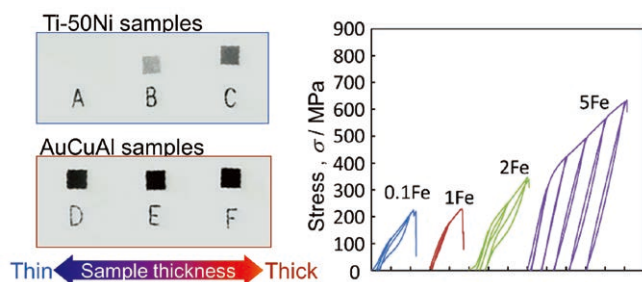 Ti-50Ni samples
A B C
AuCuAl samples
D E F
Thin Sample thickness Thick
Stress , σ / MPa
900
800
700
600
500
400
300
200
100
0
0.1Fe
1Fe
2Fe
5Fe